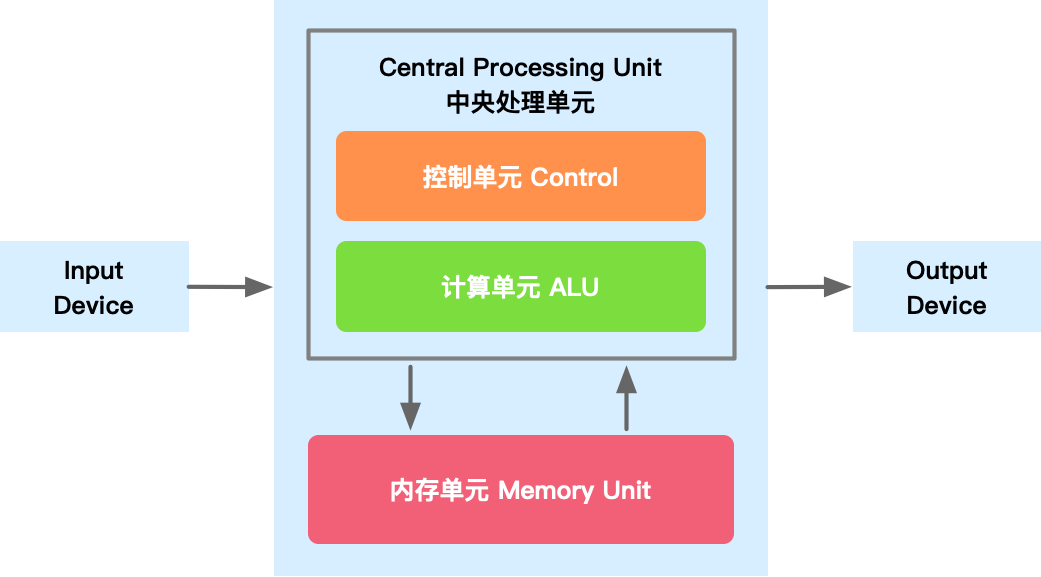 Central Processing Unit
中央处理单元
控制单元 Control
计算单元 ALU
Input
Device
Output
Device
内存单元 Memory Unit